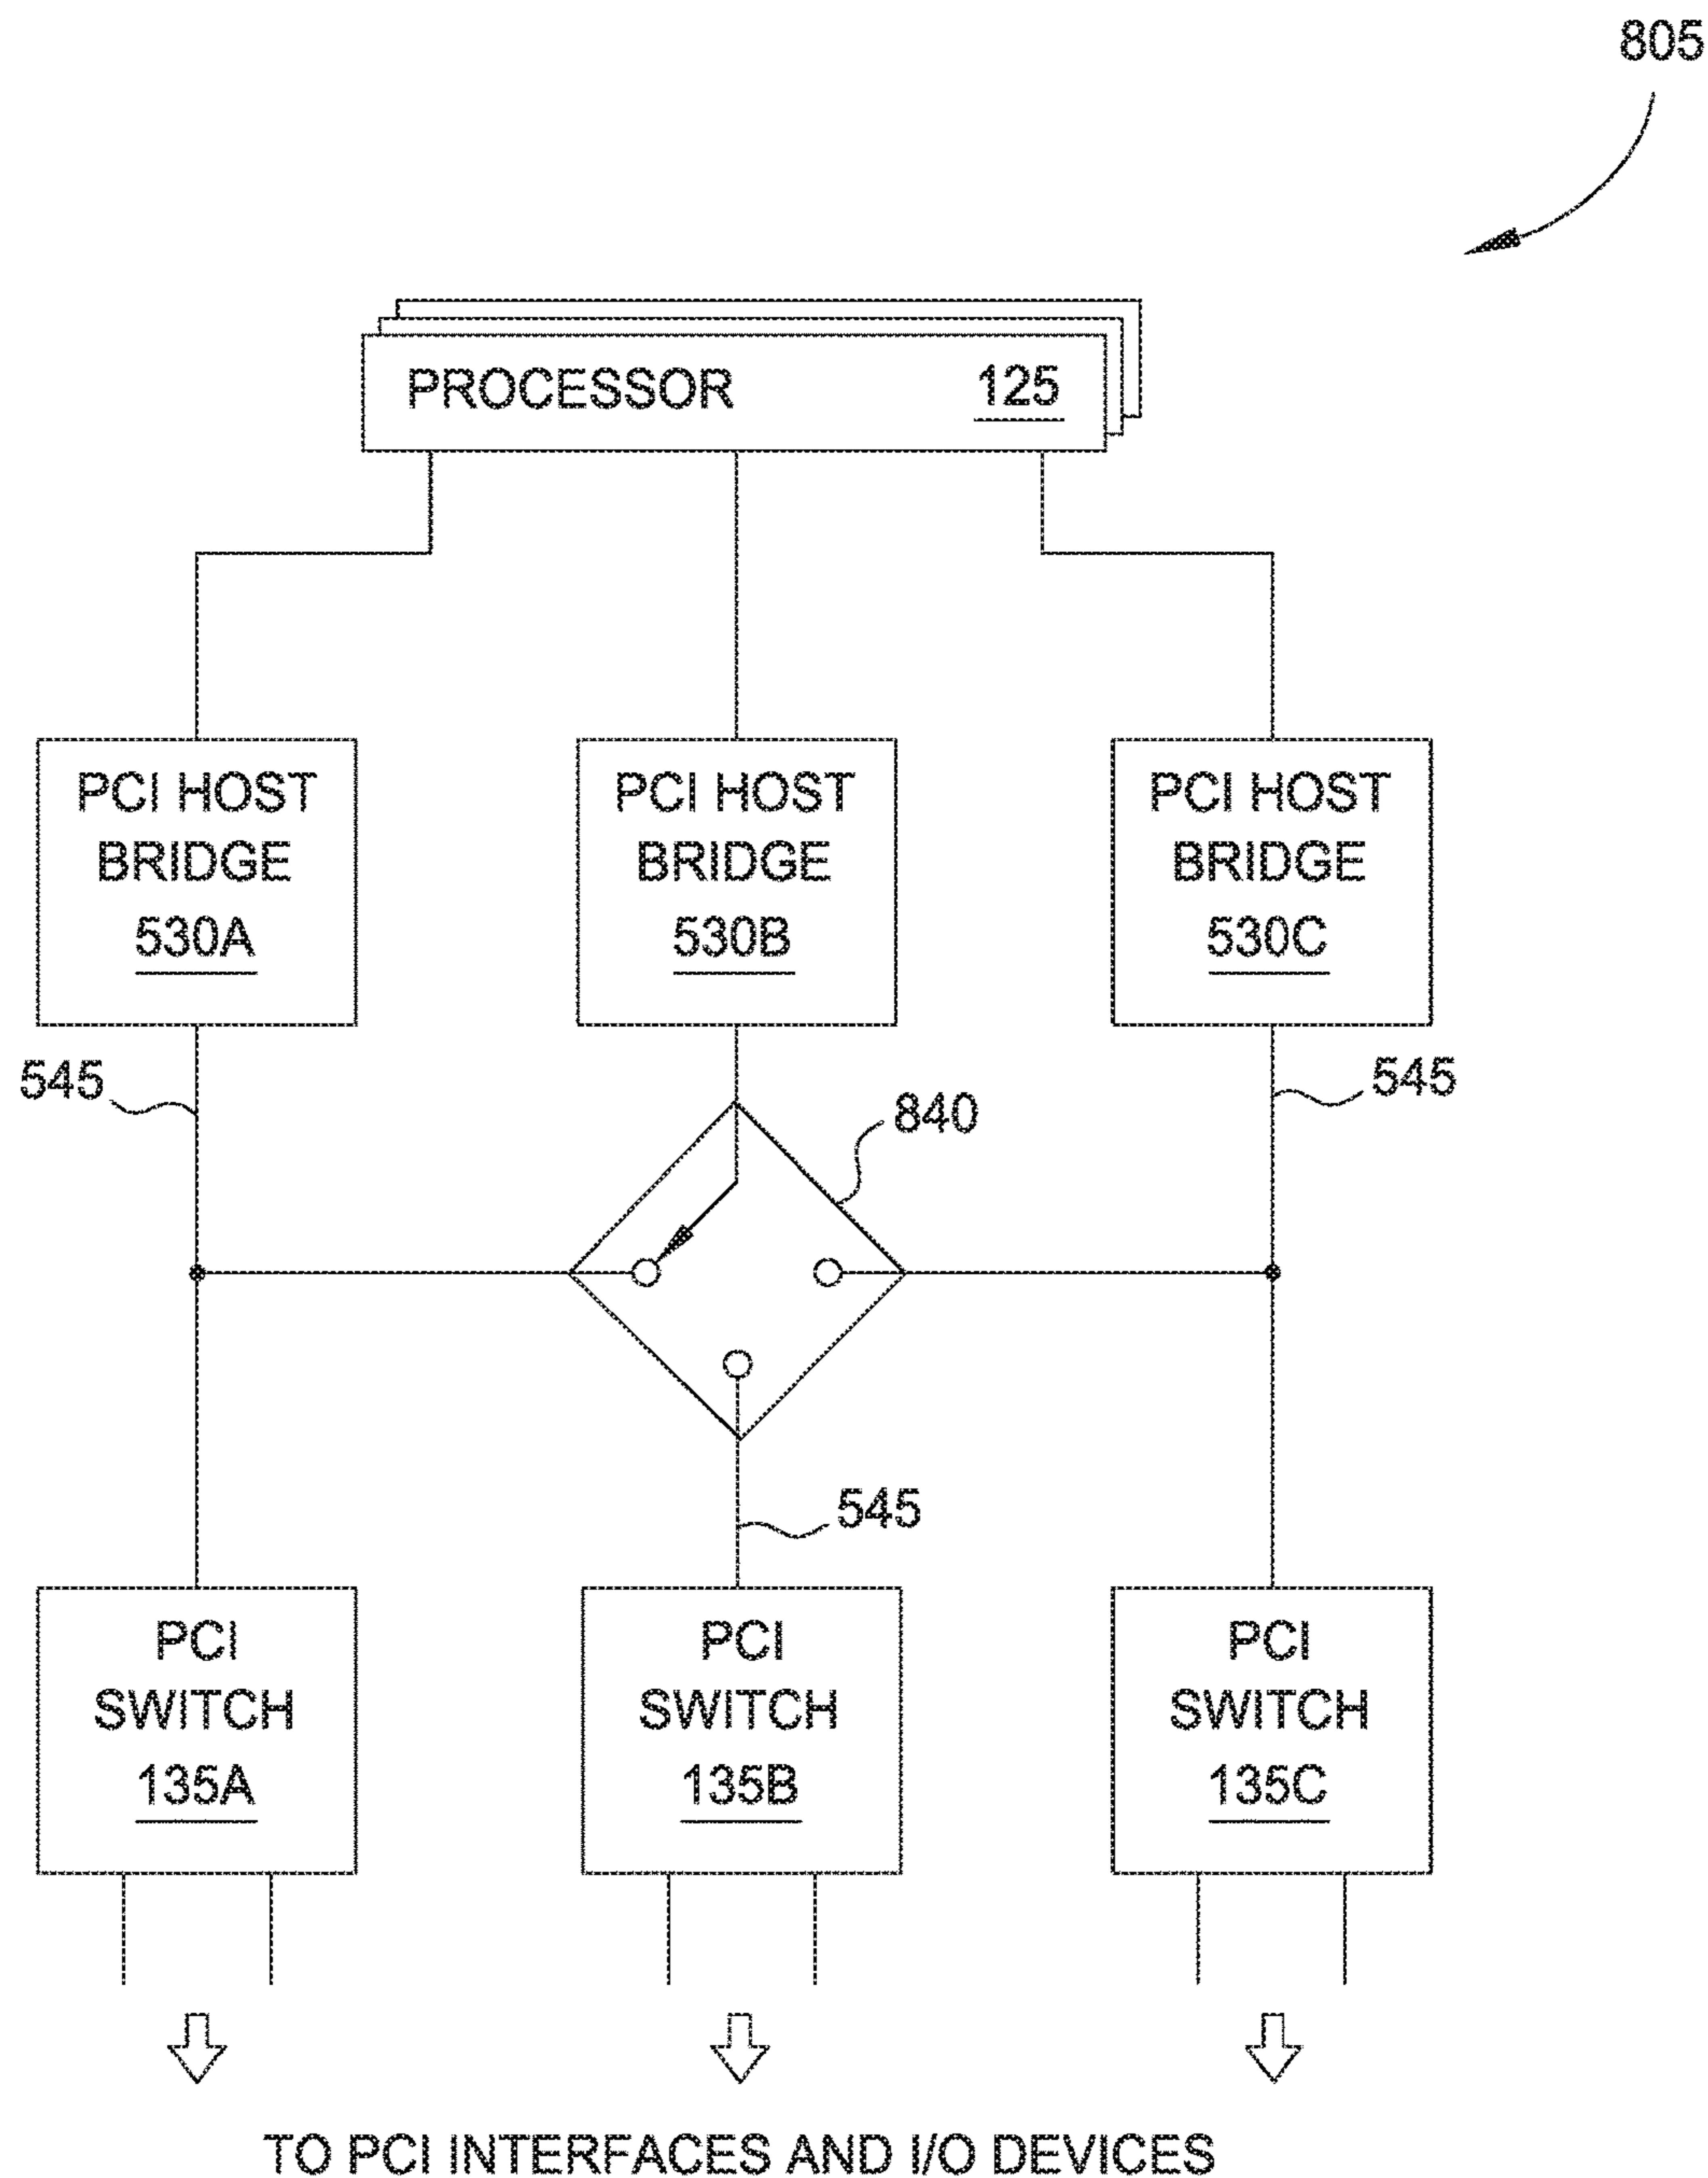 805
PROCESSOR 125
PCI HOST
BRIDGE
530A
PCI HOST
BRIDGE
530B
PCI HOST
BRIDGE
530C
545
840
545
545
PCI
SWITCH
135A
PCI
SWITCH
135B
PCI
SWITCH
135C
TO PCI INTERFACES AND I/O DEVICES